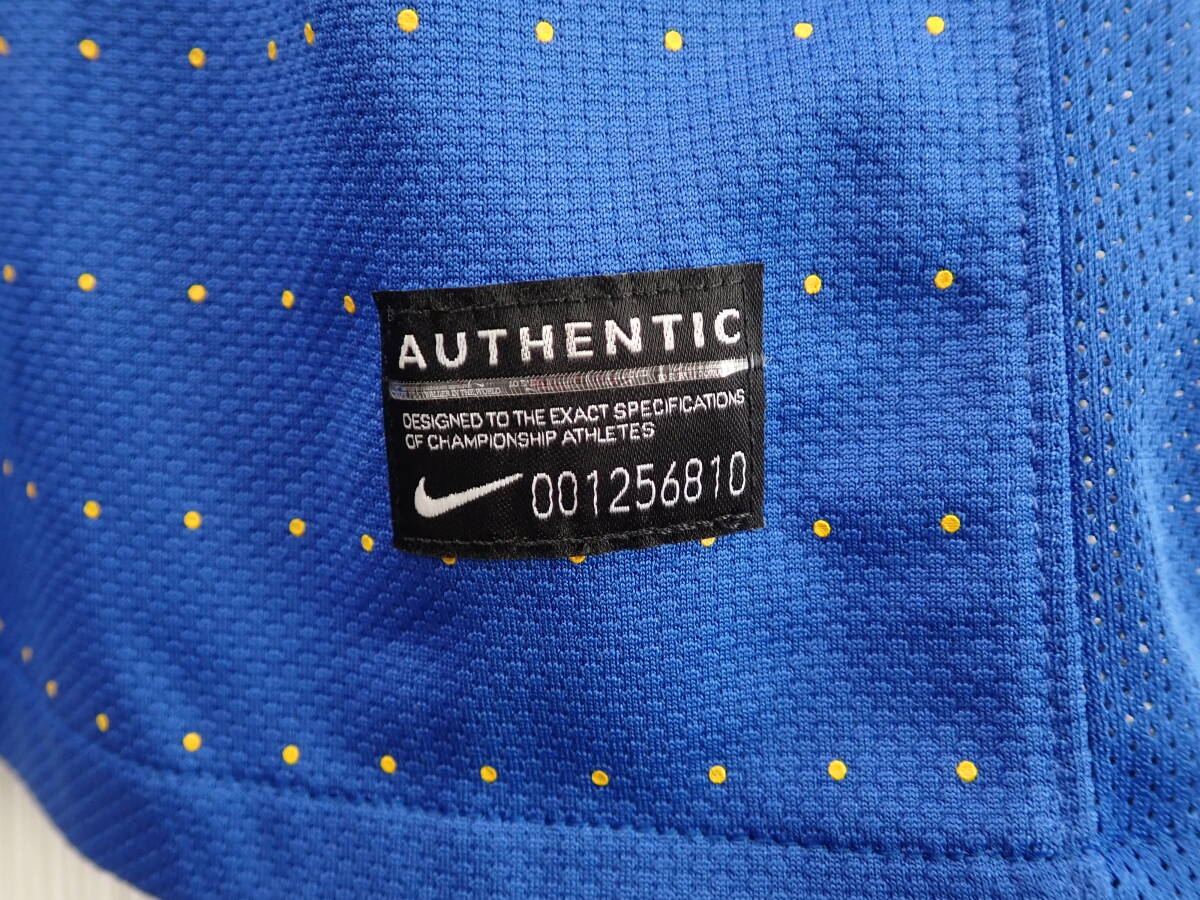 AUTHENTIC
DESIGNED TO THE EXACT SPECIFICATIONS
OF CHAMPIONSHIP ATHLETES
001256810